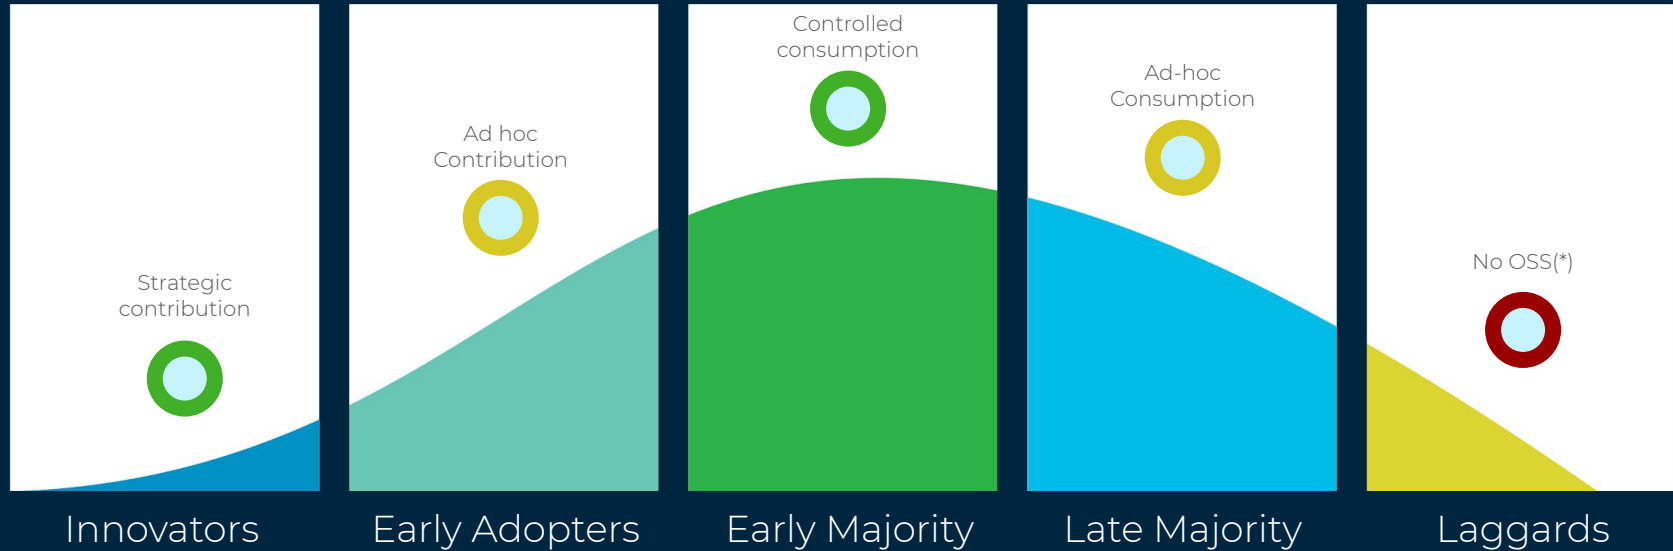 Strategic
contribution
Innovators
Ad hoc
Contribution
Early Adopters
Controlled
consumption
Early Majority
Ad-hoc
Consumption
Late Majority
No OSS(*)
Laggards